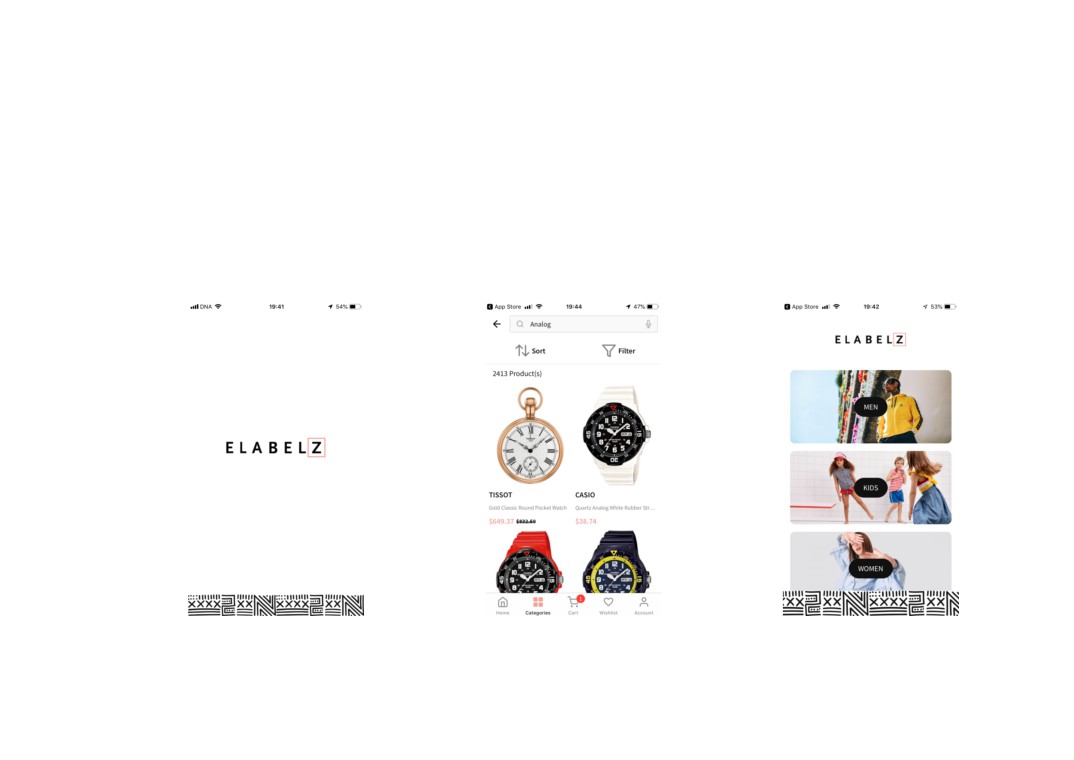 DNA
19:41
54%
ELABELZ
App Store
19:44
47%
Analog
Sort
Filter
2413 Product(s)
TISSOT
Gold Classic Round Pocket Watch
$649.37
CASIO
Quartz Analog White Rubber Str...
$38.74
Home
Categories
1
Cart
Wishlist
Account
App Store
19:42
53%
ELABELZ
MEN
KIDS
WOMEN